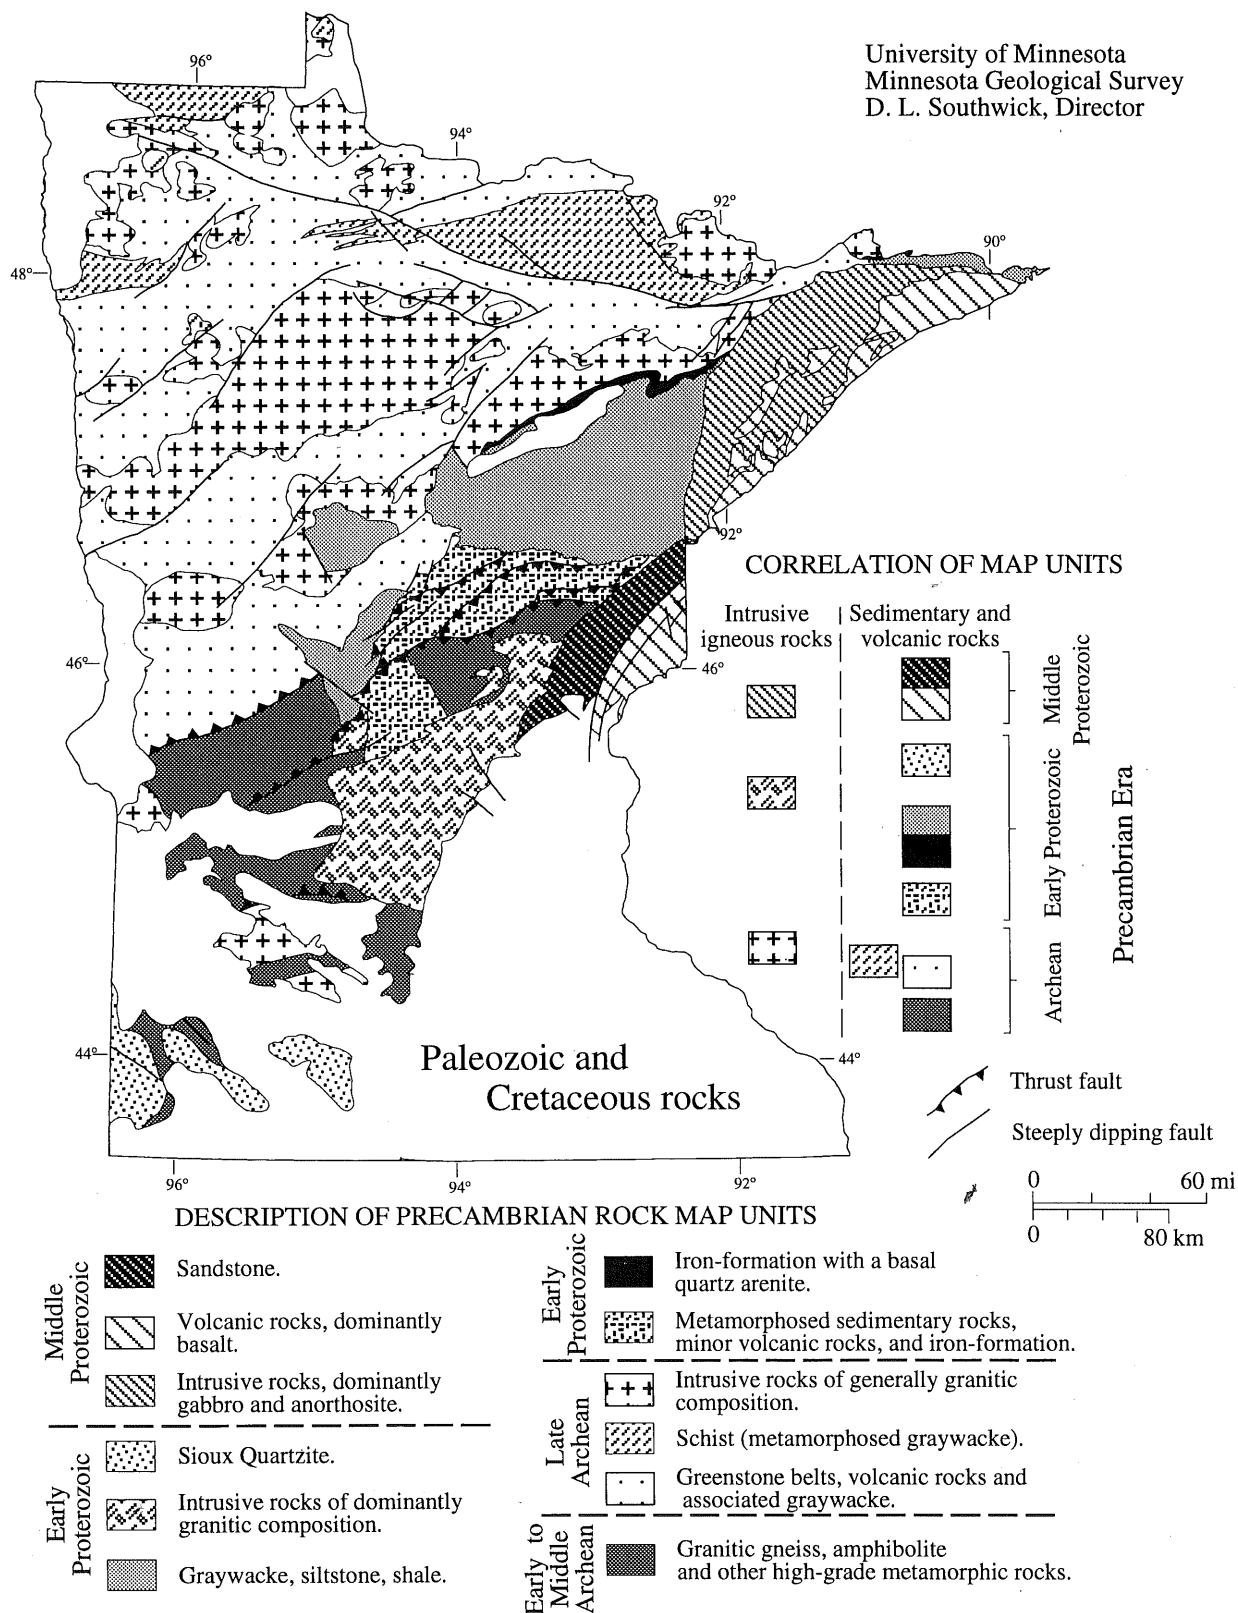 University of Minnesota
Minnesota Geological Survey
D. L. Southwick, Director
96°
94°
92°
90°
48°
92°
46°
46°
44°
44°
96°
94°
92°
Paleozoic and
Cretaceous rocks
CORRELATION OF MAP UNITS
Intrusive
igneous rocks
Sedimentary and
volcanic rocks
Middle
Proterozoic
Early Proterozoic
Archean
Precambrian Era
Thrust fault
Steeply dipping fault
0 60 mi
0 80 km
DESCRIPTION OF PRECAMBRIAN ROCK MAP UNITS
Middle
Proterozoic
Sandstone.
Volcanic rocks, dominantly
basalt.
Intrusive rocks, dominantly
gabbro and anorthosite.
Early
Proterozoic
Sioux Quartzite.
Intrusive rocks of dominantly
granitic composition.
Graywacke, siltstone, shale.
Early
Proterozoic
Iron-formation with a basal
quartz arenite.
Metamorphosed sedimentary rocks,
minor volcanic rocks, and iron-formation.
Late
Archean
Intrusive rocks of generally granitic
composition.
Schist (metamorphosed graywacke).
Greenstone belts, volcanic rocks and
associated graywacke.
Early to
Middle
Archean
Granitic gneiss, amphibolite
and other high-grade metamorphic rocks.